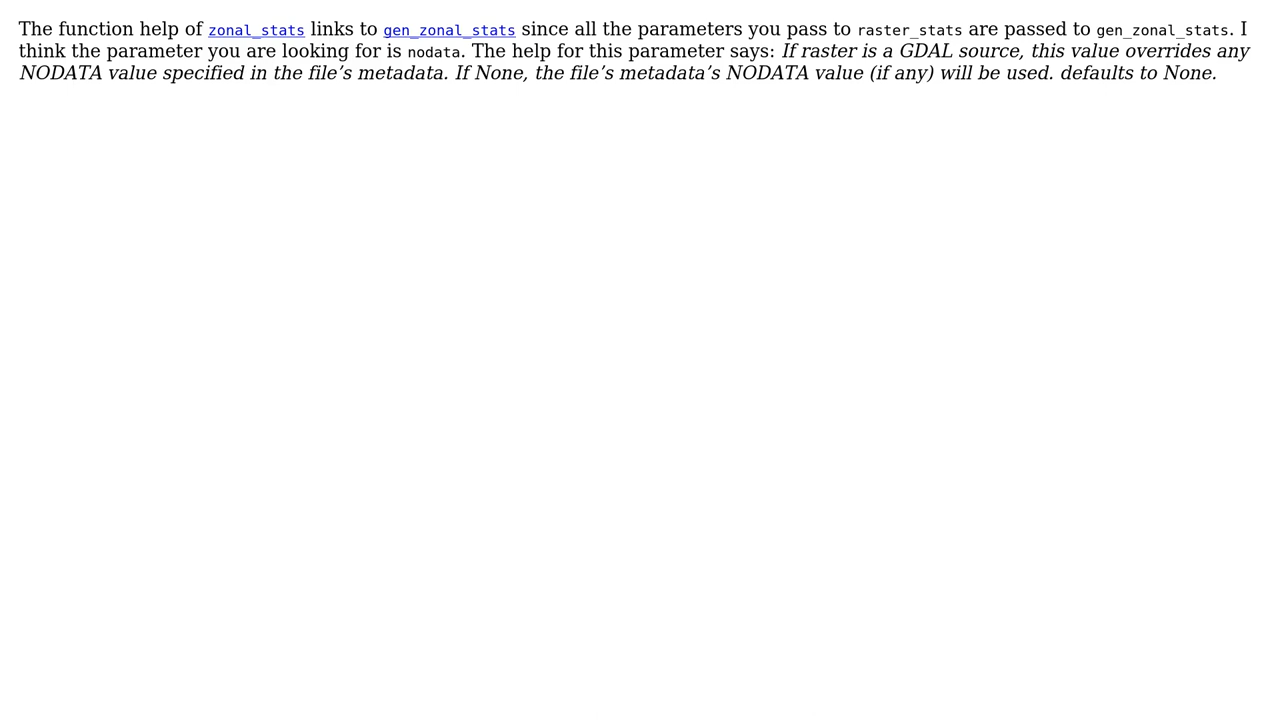 The function help of zonal_stats links to gen_zonal_stats since all the parameters you pass to raster_stats are passed to gen_zonal_stats. I
think the parameter you are looking for is nodata. The help for this parameter says: If raster is a GDAL source, this value overrides any
NODATA value specified in the file’s metadata. If None, the file’s metadata’s NODATA value (if any) will be used. defaults to None.